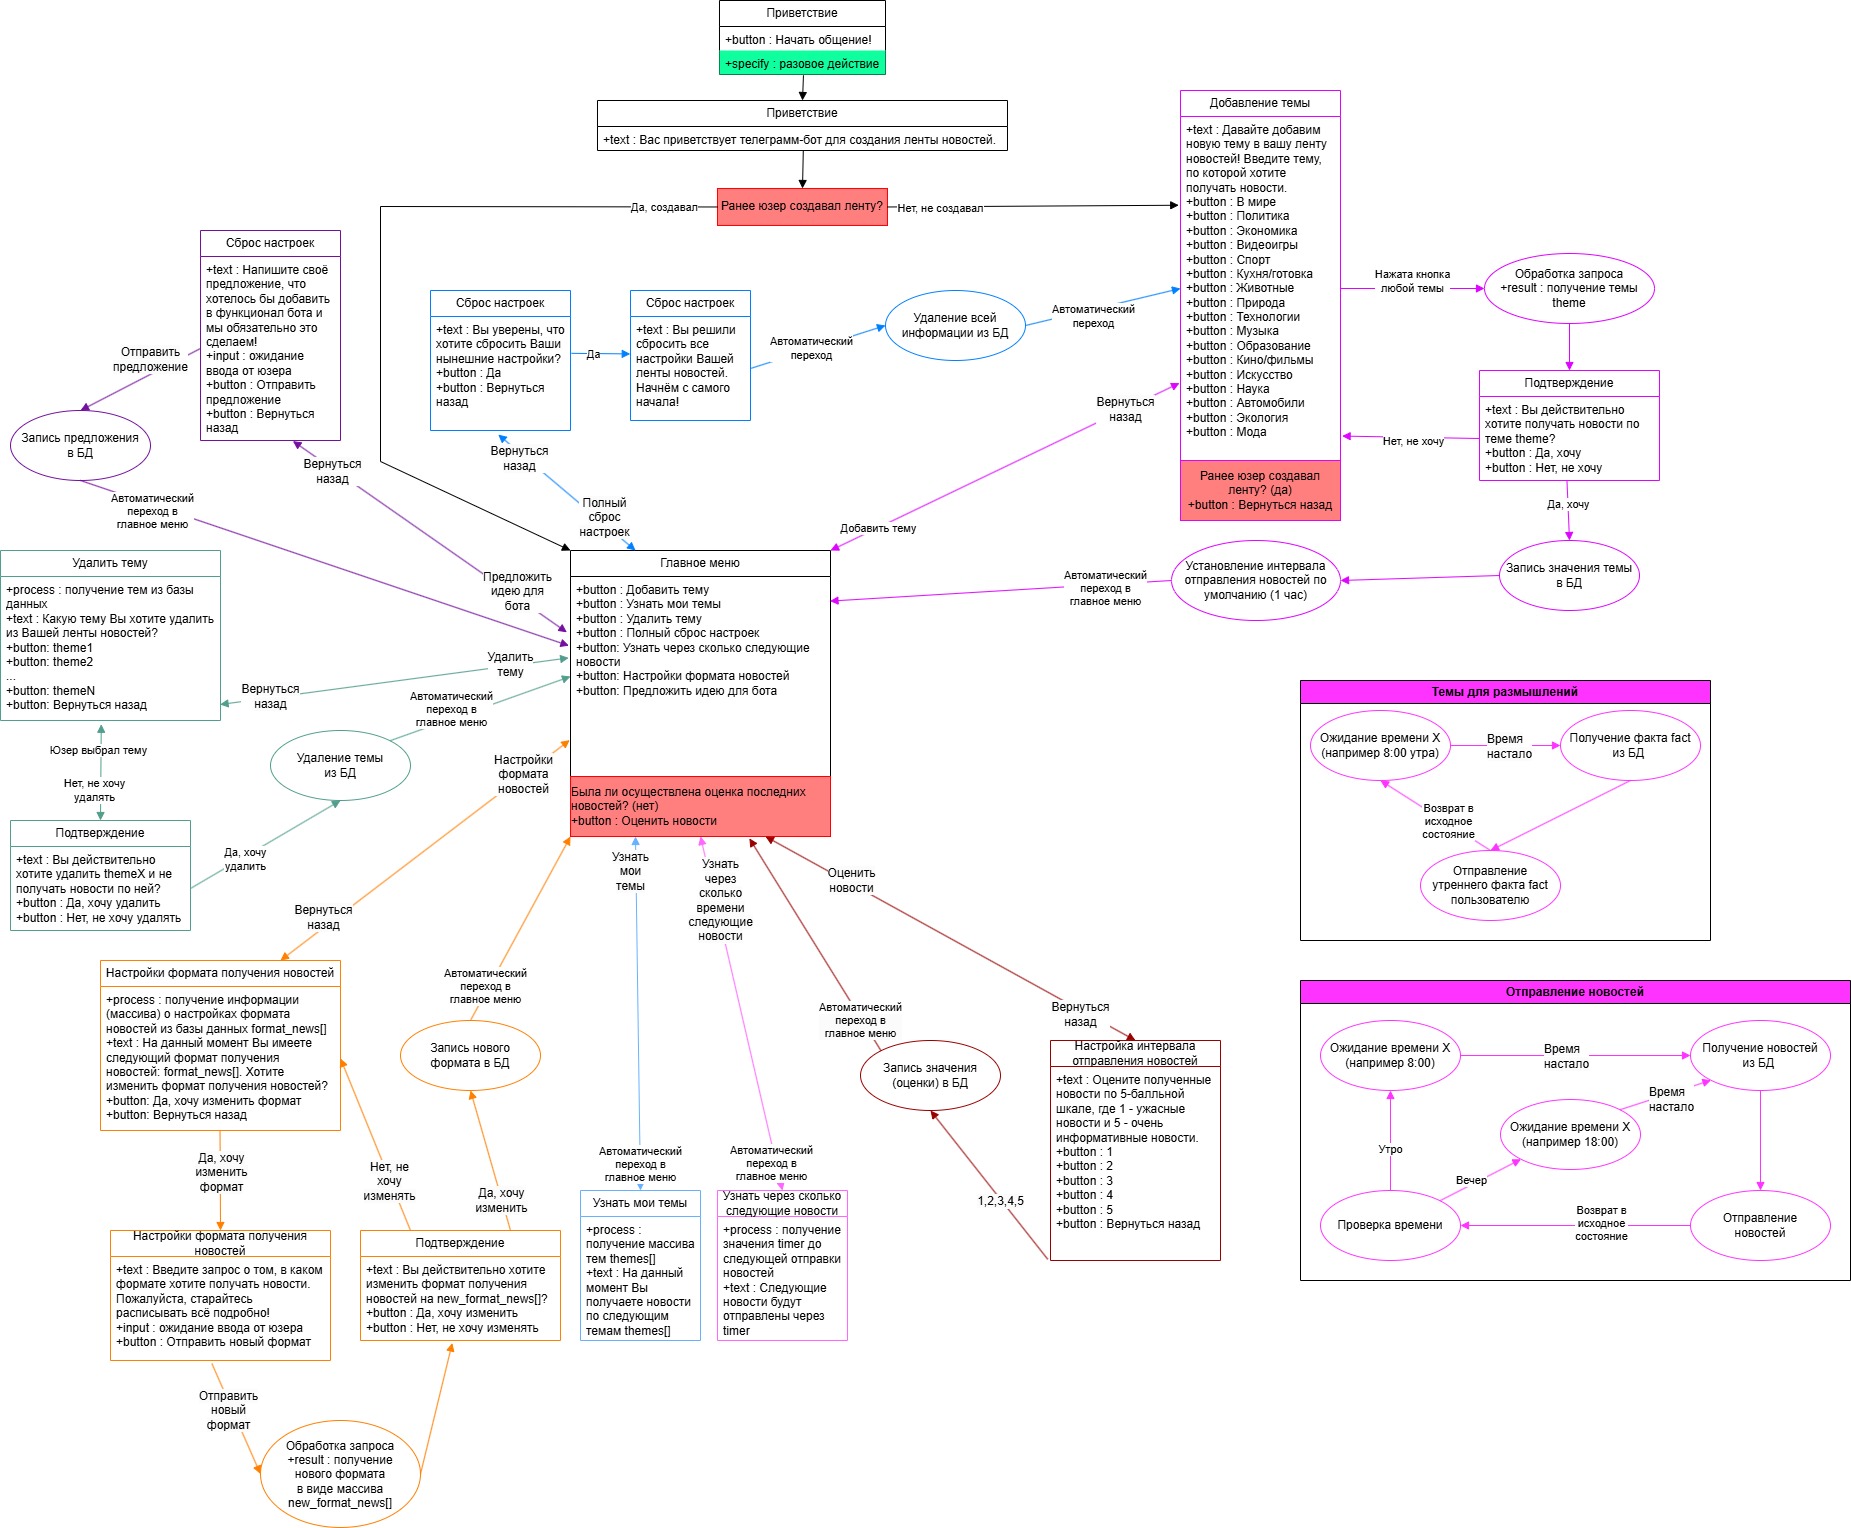 Приветствие
+button : Начать общение!
+specify : разовое действие
Приветствие
+text : Вас приветствует телеграмм-бот для создания ленты новостей.
Ранее юзер создавал ленту?
Да, создавал
Нет, не создавал
Добавление темы
+text : Давайте добавим
новую тему в вашу ленту
новостей! Введите тему,
по которой хотите
получать новости.
+button : В мире
+button : Политика
+button : Экономика
+button : Видеоигры
+button : Спорт
+button : Кухня/готовка
+button : Животные
+button : Природа
+button : Технологии
+button : Музыка
+button : Образование
+button : Кино/фильмы
+button : Искусство
+button : Наука
+button : Автомобили
+button : Экология
+button : Мода
Ранее юзер создавал
ленту? (да)
+button : Вернуться назад
Нажата кнопка
любой темы
Обработка запроса
+result : получение темы
theme
Подтверждение
+text : Вы действительно
хотите получать новости по
теме theme?
+button : Да, хочу
+button : Нет, не хочу
Нет, не хочу
Да, хочу
Запись значения темы
в БД
Установление интервала
отправления новостей по
умолчанию (1 час)
Автоматический
переход в
главное меню
Сброс настроек
+text : Напишите своё
предложение, что
хотелось бы добавить
в функционал бота и
мы обязательно это
сделаем!
+input : ожидание
ввода от юзера
+button : Отправить
предложение
+button : Вернуться
назад
Отправить
предложение
Запись предложения
в БД
Автоматический
переход в
главное меню
Вернуться
назад
Предложить
идею для
бота
Сброс настроек
+text : Вы уверены, что
хотите сбросить Ваши
нынешние настройки?
+button : Да
+button : Вернуться
назад
Да
Сброс настроек
+text : Вы решили
сбросить все
настройки Вашей
ленты новостей.
Начнём с самого
начала!
Автоматический
переход
Удаление всей
информации из БД
Автоматический
переход
Вернуться
назад
Полный
сброс
настроек
Вернуться
назад
Добавить тему
Главное меню
+button : Добавить тему
+button : Узнать мои темы
+button : Удалить тему
+button : Полный сброс настроек
+button: Узнать через сколько следующие
новости
+button: Настройки формата новостей
+button: Предложить идею для бота
Была ли осуществлена оценка последних
новостей? (нет)
+button : Оценить новости
Удалить тему
+process : получение тем из базы
данных
+text : Какую тему Вы хотите удалить
из Вашей ленты новостей?
+button: theme1
+button: theme2
...
+button: themeN
+button: Вернуться назад
Удалить
тему
Вернуться
назад
Автоматический
переход в
главное меню
Юзер выбрал тему
Нет, не хочу
удалять
Удаление темы
из БД
Подтверждение
+text : Вы действительно
хотите удалить themeX и не
получать новости по ней?
+button : Да, хочу удалить
+button : Нет, не хочу удалять
Да, хочу
удалить
Настройки
формата
новостей
Вернуться
назад
Настройки формата получения новостей
+process : получение информации
(массива) о настройках формата
новостей из базы данных format_news[]
+text : На данный момент Вы имеете
следующий формат получения
новостей: format_news[]. Хотите
изменить формат получения новостей?
+button: Да, хочу изменить формат
+button: Вернуться назад
Да, хочу
изменить
формат
Настройки формата получения
новостей
+text : Введите запрос о том, в каком
формате хотите получать новости.
Пожалуйста, старайтесь
расписывать всё подробно!
+input : ожидание ввода от юзера
+button : Отправить новый формат
Отправить
новый
формат
Обработка запроса
+result : получение
нового формата
в виде массива
new_format_news[]
Подтверждение
+text : Вы действительно хотите
изменить формат получения
новостей на new_format_news[]?
+button : Да, хочу изменить
+button : Нет, не хочу изменять
Нет, не
хочу
изменять
Да, хочу
изменить
Запись нового
формата в БД
Автоматический
переход в
главное меню
Узнать
мои
темы
Автоматический
переход в
главное меню
Узнать мои темы
+process :
получение массива
тем themes[]
+text : На данный
момент Вы
получаете новости
по следующим
темам themes[]
Узнать
через
сколько
времени
следующие
новости
Автоматический
переход в
главное меню
Узнать через сколько
следующие новости
+process : получение
значения timer до
следующей отправки
новостей
+text : Следующие
новости будут
отправлены через
timer
Оценить
новости
Вернуться
назад
Автоматический
переход в
главное меню
Запись значения
(оценки) в БД
1,2,3,4,5
Настройка интервала
отправления новостей
+text : Оцените полученные
новости по 5-балльной
шкале, где 1 - ужасные
новости и 5 - очень
информативные новости.
+button : 1
+button : 2
+button : 3
+button : 4
+button : 5
+button : Вернуться назад
Темы для размышлений
Ожидание времени X
(например 8:00 утра)
Время
настало
Получение факта fact
из БД
Возврат в
исходное
состояние
Отправление
утреннего факта fact
пользователю
Отправление новостей
Ожидание времени X
(например 8:00)
Время
настало
Получение новостей
из БД
Время
настало
Ожидание времени X
(например 18:00)
Утро
Вечер
Проверка времени
Возврат в
исходное
состояние
Отправление
новостей